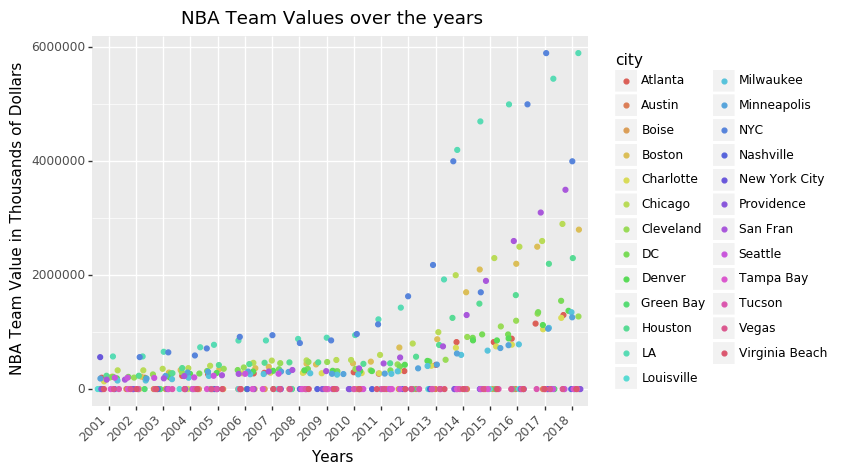 NBA Team Values over the years
NBA Team Value in Thousands of Dollars
6000000
4000000
2000000
0
2001 2002 2003 2004 2005 2006 2007 2008 2009 2010 2011 2012 2013 2014 2015 2016 2017 2018
Years
city
Atlanta
Austin
Boise
Boston
Charlotte
Chicago
Cleveland
DC
Denver
Green Bay
Houston
LA
Louisville
Milwaukee
Minneapolis
NYC
Nashville
New York City
Providence
San Fran
Seattle
Tampa Bay
Tucson
Vegas
Virginia Beach